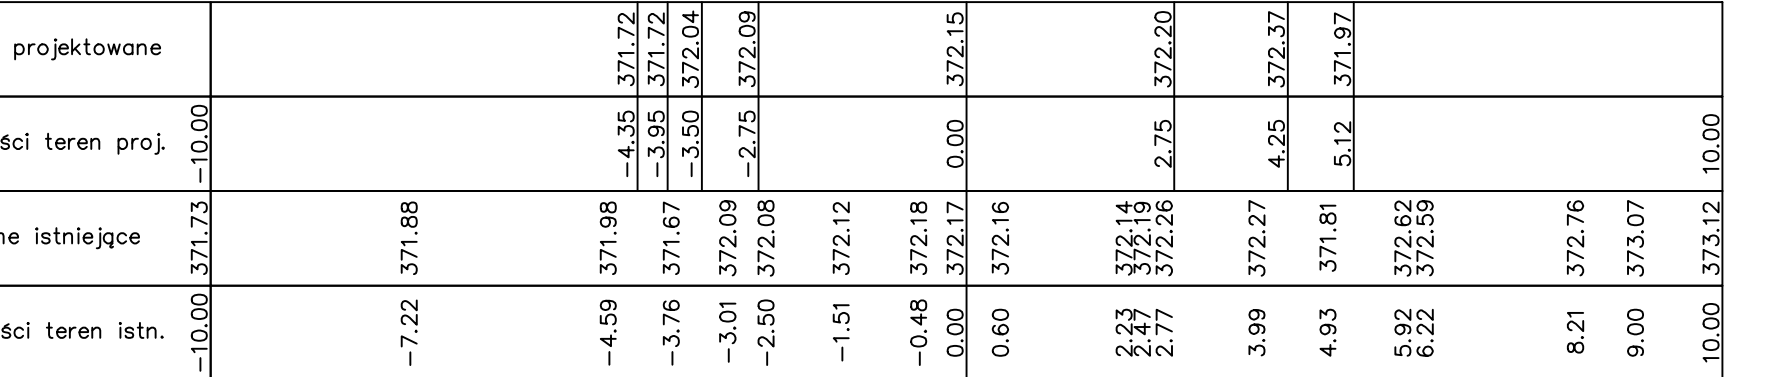 projektowane 371.72 371.72 372.04 372.09 372.15 372.20 372.37 371.97
ści teren proj. -10.00 -4.35 -3.95 -3.50 -2.75 0.00 2.75 4.25 5.12 10.00
ne istniejące 371.73 371.88 371.98 371.67 372.09 372.08 372.12 372.18 372.17 372.16 372.14 372.19 372.26 372.27 371.81 372.62 372.59 372.76 373.07 373.12
ści teren istn. -10.00 -7.22 -4.59 -3.76 -3.01 -2.50 -1.51 -0.48 0.00 0.60 2.23 2.47 2.77 3.99 4.93 5.92 6.22 8.21 9.00 10.00